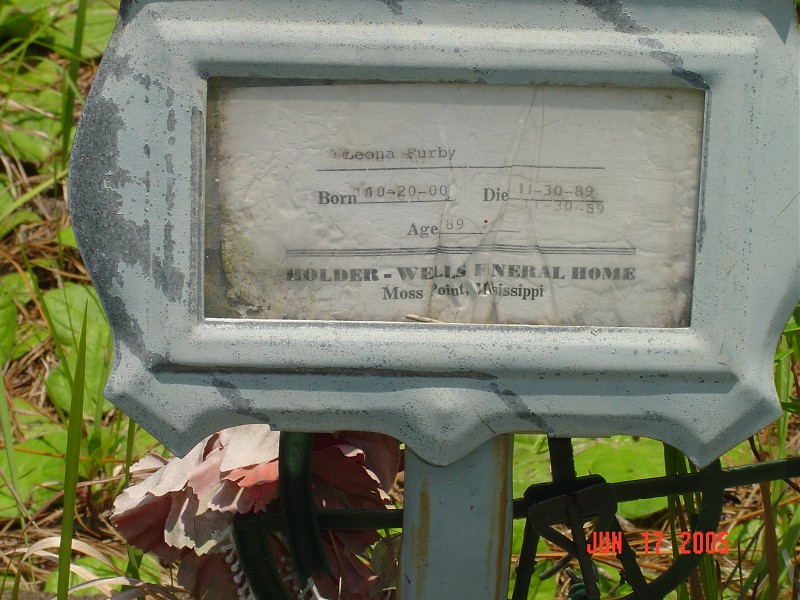 Leona Furby
Born 10-20-00 Die 11-30-89
11-30-89
Age 89
HOLDER-WELLS FUNERAL HOME
Moss Point, Mississippi
JUN 17 2005